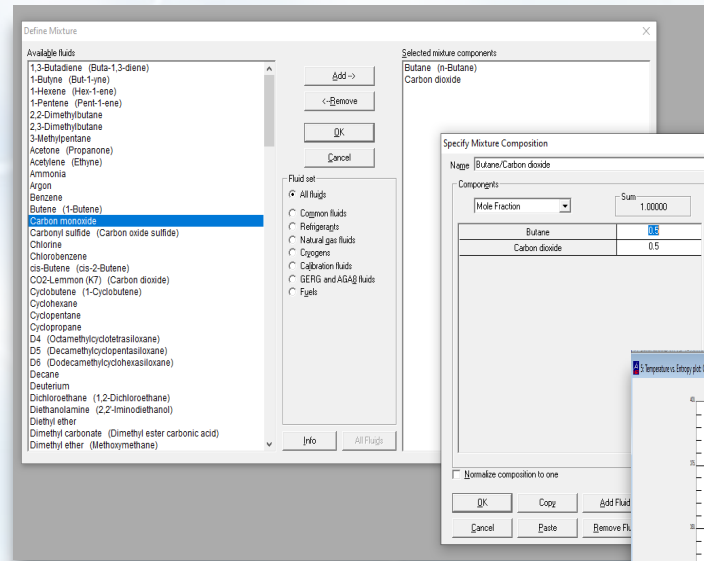 Define Mixture
Available fluids
1,3-Butadiene (Buta-1,3-diene)
1-Butyne (But-1-yne)
1-Hexene (Hex-1-ene)
1-Pentene (Pent-1-ene)
2,2-Dimethylbutane
2,3-Dimethylbutane
3-Methylpentane
Acetone (Propanone)
Acetylene (Ethyne)
Ammonia
Argon
Benzene
Butene (1-Butene)
Carbon monoxide
Carbonyl sulfide (Carbon oxide sulfide)
Chlorine
Chlorobenzene
cis-Butene (cis-2-Butene)
CO2-Lemmon (K7) (Carbon dioxide)
Cyclobutene (1-Cyclobutene)
Cyclohexane
Cyclopentane
Cyclopropane
D4 (Octamethylcyclotetrasiloxane)
D5 (Decamethylcyclopentasiloxane)
D6 (Dodecamethylcyclohexasiloxane)
Decane
Deuterium
Dichloroethane (1,2-Dichloroethane)
Diethanolamine (2,2'-Iminodiethanol)
Diethyl ether
Dimethyl carbonate (Dimethyl ester carbonic acid)
Dimethyl ether (Methoxymethane)
Add -->
<--Remove
OK
Cancel
Fluid set
All fluids
Common fluids
Refrigerants
Natural gas fluids
Cryogens
Calibration fluids
GERG and AGA8 fluids
Fuels
Info
All Fluids
Selected mixture components
Butane (n-Butane)
Carbon dioxide
Specify Mixture Composition
Name Butane/Carbon dioxide
Components
Mole Fraction
Sum
1.00000
Butane 0.5
Carbon dioxide 0.5
Normalize composition to one
OK Copy Add Fluid
Cancel Paste Remove Flu
Temperature vs. Entropy plot: